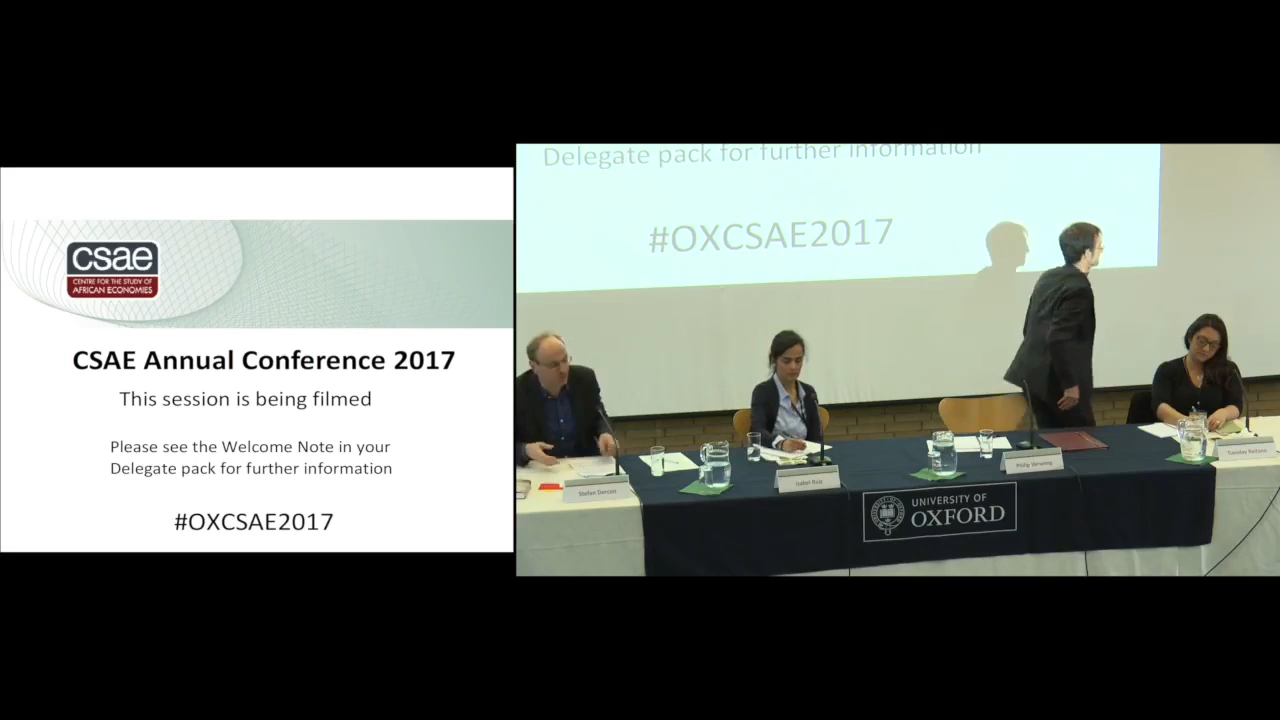 csae
CENTRE FOR THE STUDY OF
AFRICAN ECONOMIES
CSAE Annual Conference 2017
This session is being filmed
Please see the Welcome Note in your
Delegate pack for further information
#OXCSAE2017
Delegate pack for further information
#OXCSAE2017
Stefan Dercon
Isabel Ruiz
Philip Verwimp
Tuesday Reitano
UNIVERSITY OF
OXFORD